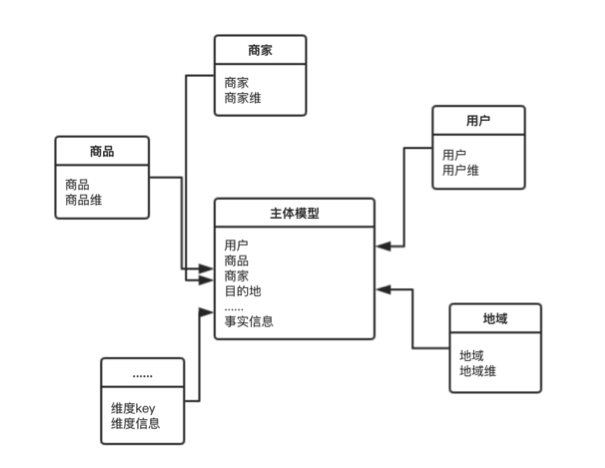 商家
商家
商家维
用户
用户
用户维
商品
商品
商品维
主体模型
用户
商品
商家
目的地
......
事实信息
地域
地域
地域维
......
维度key
维度信息